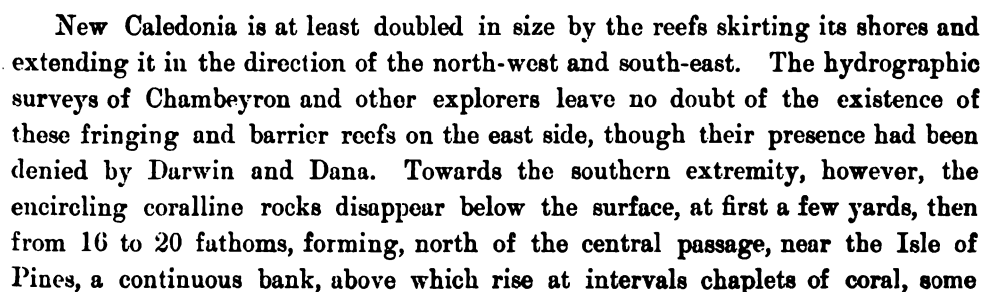 New Caledonia is at least doubled in size by the reefs skirting its shores and
extending it in the direction of the north-west and south-east. The hydrographic
surveys of Chambeyron and other explorers leave no doubt of the existence of
these fringing and barrier reefs on the east side, though their presence had been
denied by Darwin and Dana. Towards the southern extremity, however, the
encircling coralline rocks disappear below the surface, at first a few yards, then
from 16 to 20 fathoms, forming, north of the central passage, near the Isle of
Pines, a continuous bank, above which rise at intervals chaplets of coral, some